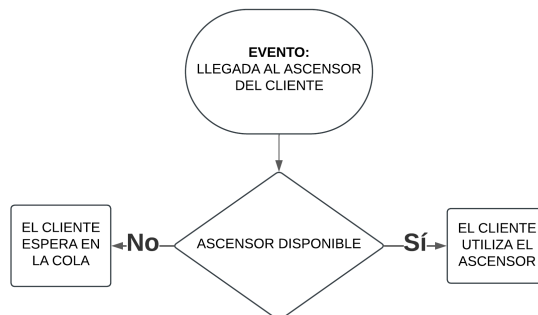 EVENTO:
LLEGADA AL ASCENSOR
DEL CLIENTE
EL CLIENTE
ESPERA EN
LA COLA
No
ASCENSOR DISPONIBLE
Sí
EL CLIENTE
UTILIZA EL
ASCENSOR